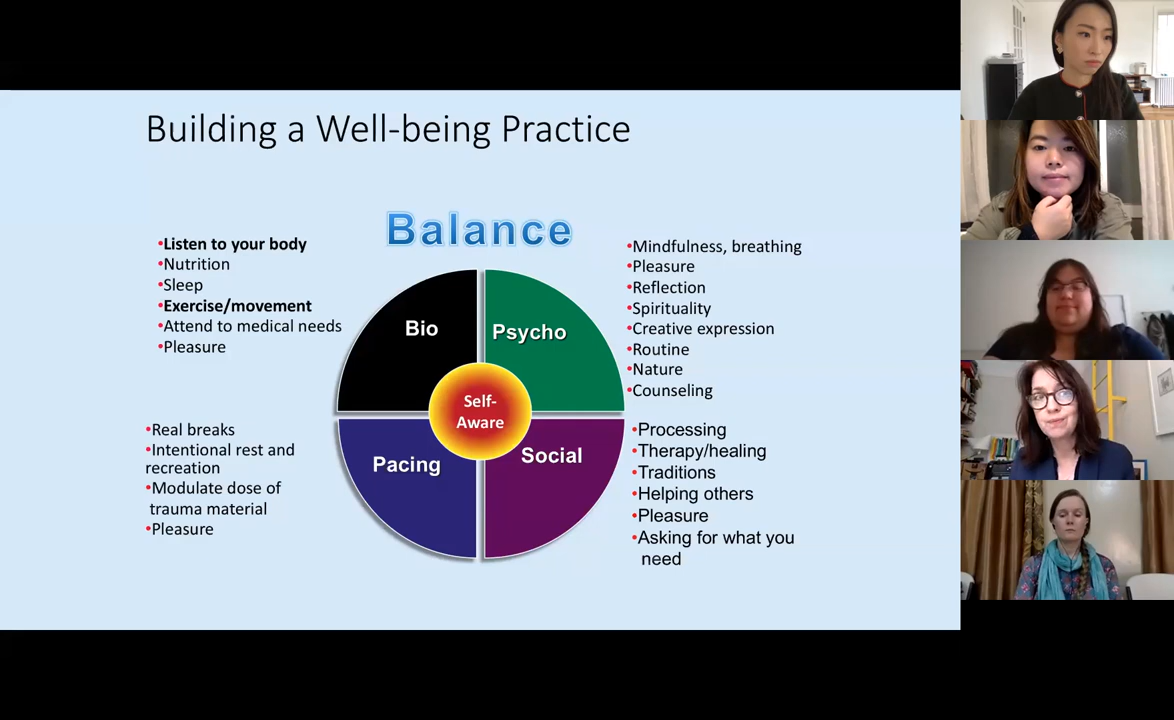 Building a Well-being Practice
Balance
•Listen to your body
•Nutrition
•Sleep
•Exercise/movement
•Attend to medical needs
•Pleasure
Bio
Psycho
•Mindfulness, breathing
•Pleasure
•Reflection
•Spirituality
•Creative expression
•Routine
•Nature
•Counseling
Self-
Aware
•Real breaks
•Intentional rest and
recreation
•Modulate dose of
trauma material
•Pleasure
Pacing
Social
•Processing
•Therapy/healing
•Traditions
•Helping others
•Pleasure
•Asking for what you
need